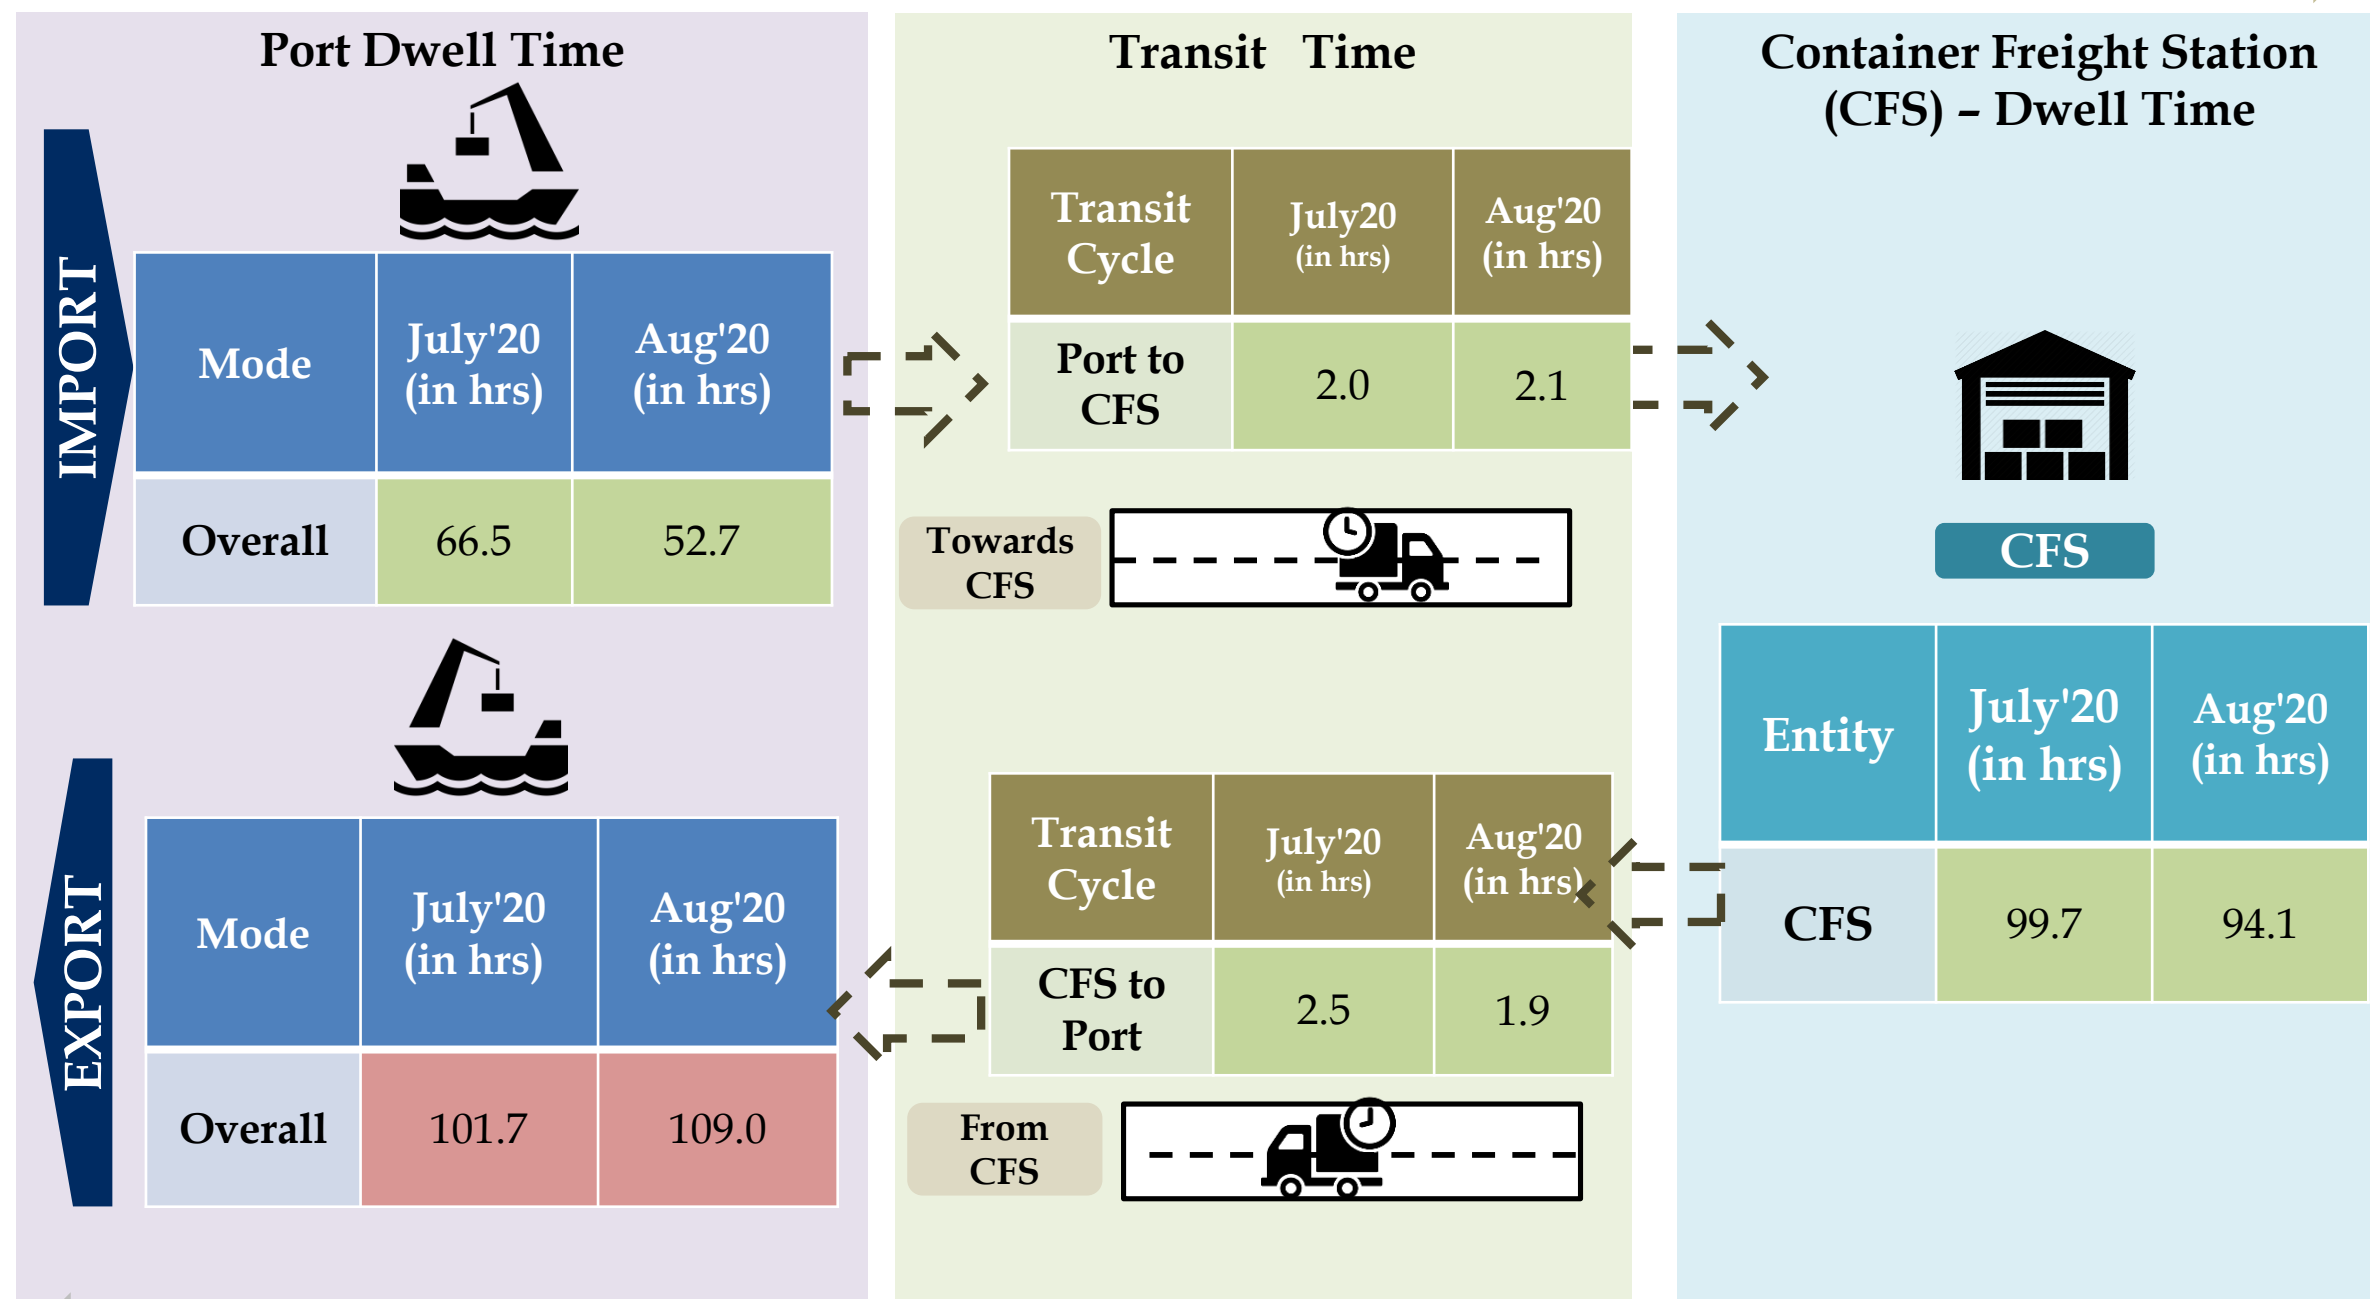 Port Dwell Time
IMPORT
Mode
July'20
(in hrs)
Aug'20
(in hrs)
Overall
66.5
52.7
EXPORT
Mode
July'20
(in hrs)
Aug'20
(in hrs)
Overall
101.7
109.0
Transit Time
Transit
Cycle
July20
(in hrs)
Aug'20
(in hrs)
Port to
CFS
2.0
2.1
Towards
CFS
Transit
Cycle
July'20
(in hrs)
Aug'20
(in hrs)
CFS to
Port
2.5
1.9
From
CFS
Container Freight Station
(CFS) – Dwell Time
CFS
Entity
July'20
(in hrs)
Aug'20
(in hrs)
CFS
99.7
94.1